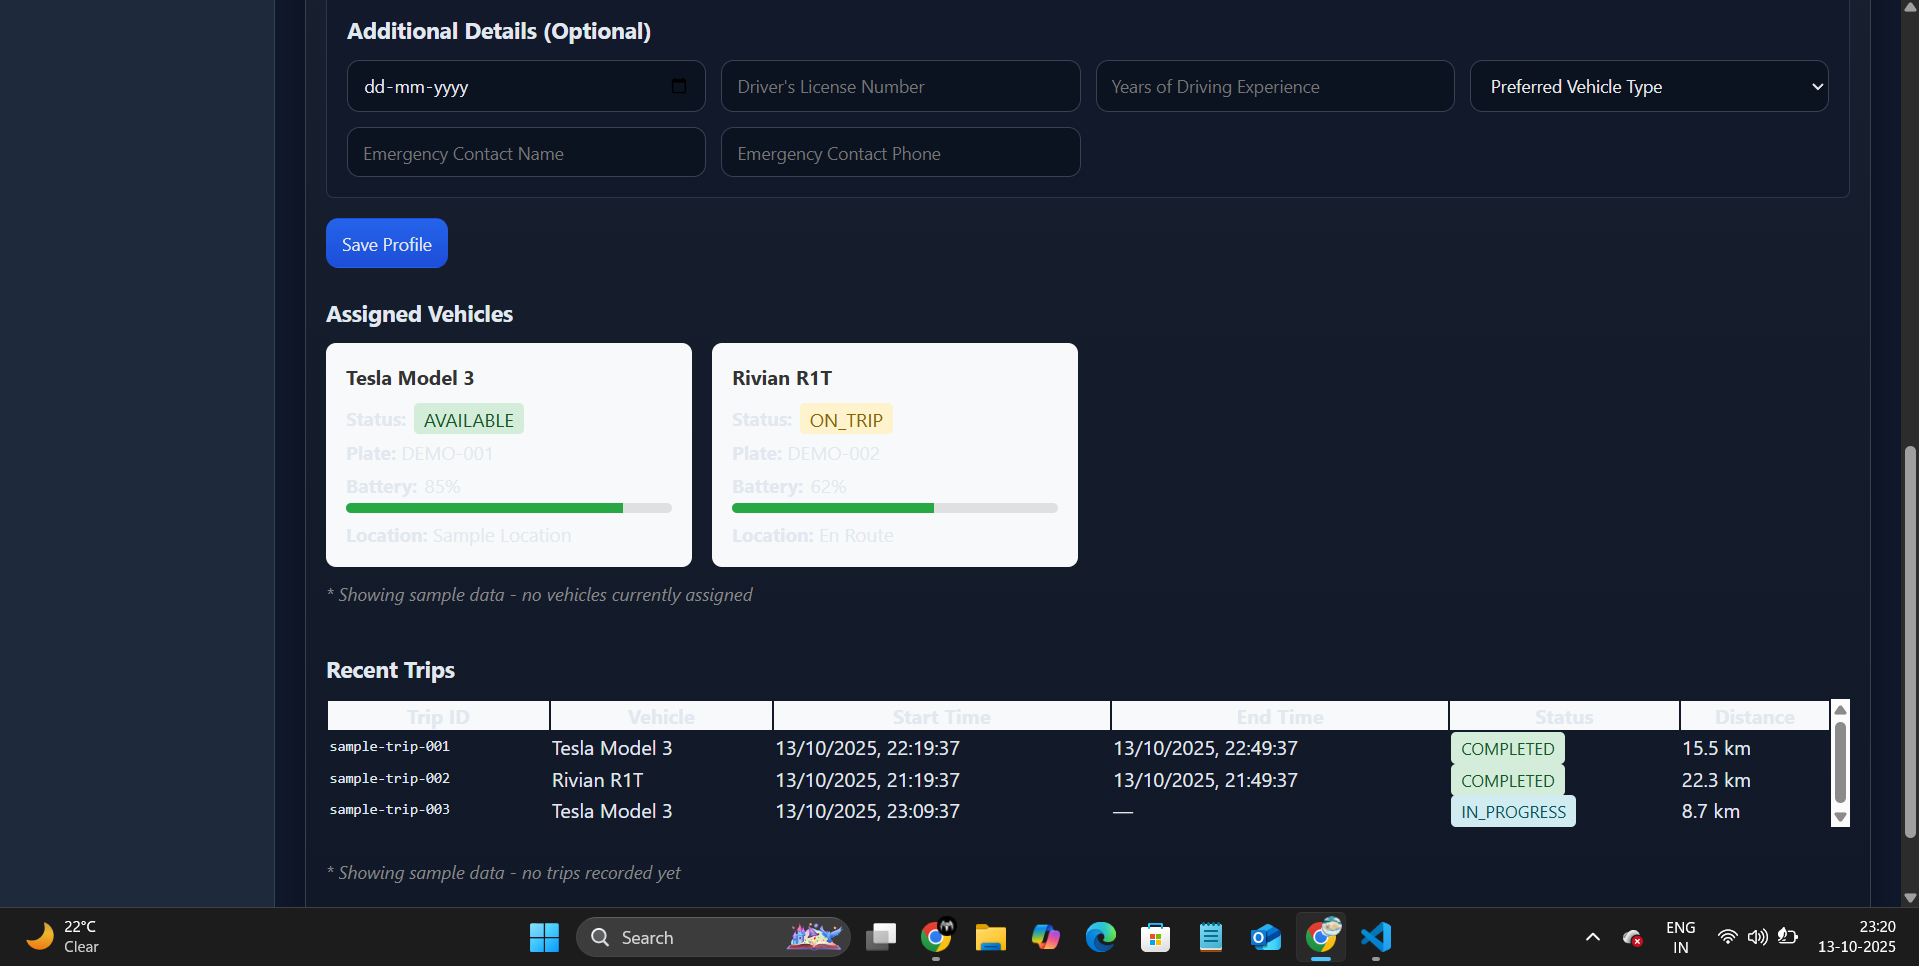 Additional Details (Optional)
dd-mm-yyyy
Driver's License Number
Years of Driving Experience
Preferred Vehicle Type
Emergency Contact Name
Emergency Contact Phone
Save Profile
Assigned Vehicles
Tesla Model 3
Status: AVAILABLE
Plate: DEMO-001
Battery: 85%
Location: Sample Location
Rivian R1T
Status: ON_TRIP
Plate: DEMO-002
Battery: 62%
Location: En Route
* Showing sample data - no vehicles currently assigned
Recent Trips
Trip ID Vehicle Start Time End Time Status Distance
sample-trip-001 Tesla Model 3 13/10/2025, 22:19:37 13/10/2025, 22:49:37 COMPLETED 15.5 km
sample-trip-002 Rivian R1T 13/10/2025, 21:19:37 13/10/2025, 21:49:37 COMPLETED 22.3 km
sample-trip-003 Tesla Model 3 13/10/2025, 23:09:37 — IN_PROGRESS 8.7 km
* Showing sample data - no trips recorded yet
22°C
Clear
Search
ENG
IN
23:20
13-10-2025